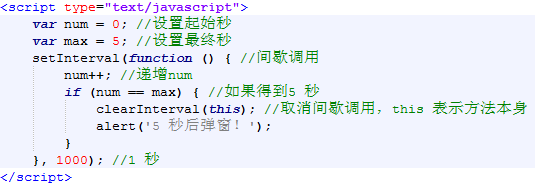 <script type="text/javascript">
var num = 0; //设置起始秒
var max = 5; //设置最终秒
setInterval(function () { //间歇调用
num++; //递增num
if (num == max) { //如果得到5 秒
clearInterval(this); //取消间歇调用，this 表示方法本身
alert('5 秒后弹窗！');
}
}, 1000); //1 秒
</script>